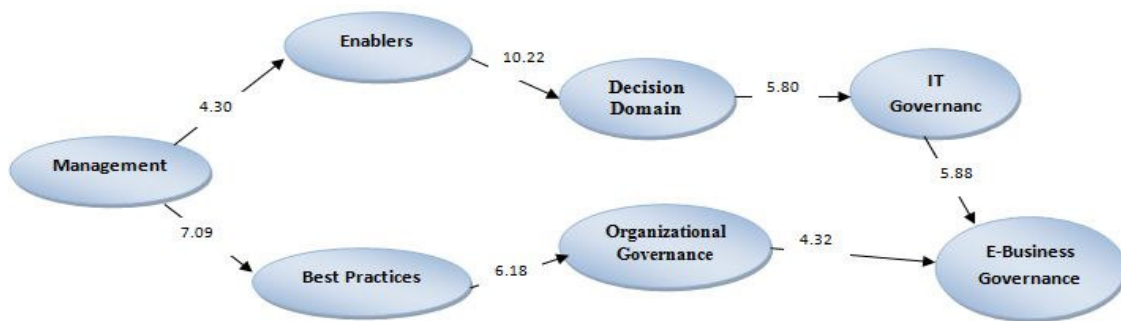 Enablers
10.22
Decision
Domain
5.80
IT
Governanc
4.30
Management
5.88
7.09
Best Practices
6.18
Organizational
Governance
4.32
E-Business
Governance